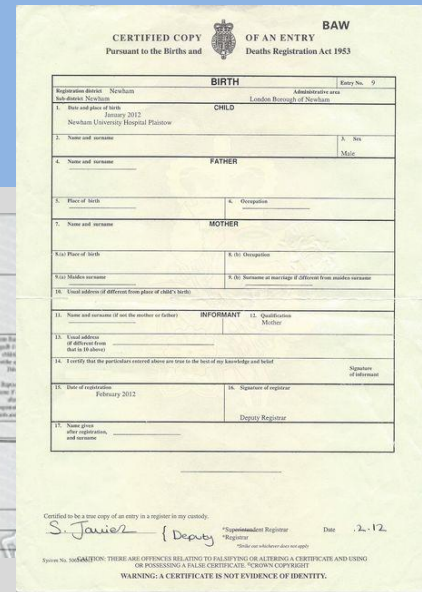 BAW
CERTIFIED COPY OF AN ENTRY
Pursuant to the Births and Deaths Registration Act 1953
BIRTH
Entry No. 9
Registration district Newham
Administrative area
Sub-district Newham
London Borough of Newham
1. Date and place of birth
CHILD
January 2012
Newham University Hospital Plaistow
2. Name and surname
3. Sex
Male
4. Name and surname
FATHER
5. Place of birth
6. Occupation
7. Name and surname
MOTHER
8.(a) Place of birth
8. (b) Occupation
9.(a) Maiden surname
9. (b) Surname at marriage if different from maiden surname
10. Usual address (if different from place of child's birth)
11. Name and surname (if not the mother or father)
INFORMANT
12. Qualification
Mother
13. Usual address
(if different from
that in 10 above)
14. I certify that the particulars entered above are true to the best of my knowledge and belief
Signature
of informant
15. Date of registration
February 2012
16. Signature of registrar
Deputy Registrar
17. Name given
after registration,
and surname
Certified to be a true copy of an entry in a register in my custody.
S. Javier { Deputy
*Superintendent Registrar
*Registrar
Date .2.12
*Strike out whichever does not apply
System No.
CAUTION: THERE ARE OFFENCES RELATING TO FALSIFYING OR ALTERING A CERTIFICATE AND USING
OR POSSESSING A FALSE CERTIFICATE. ©CROWN COPYRIGHT
WARNING: A CERTIFICATE IS NOT EVIDENCE OF IDENTITY.